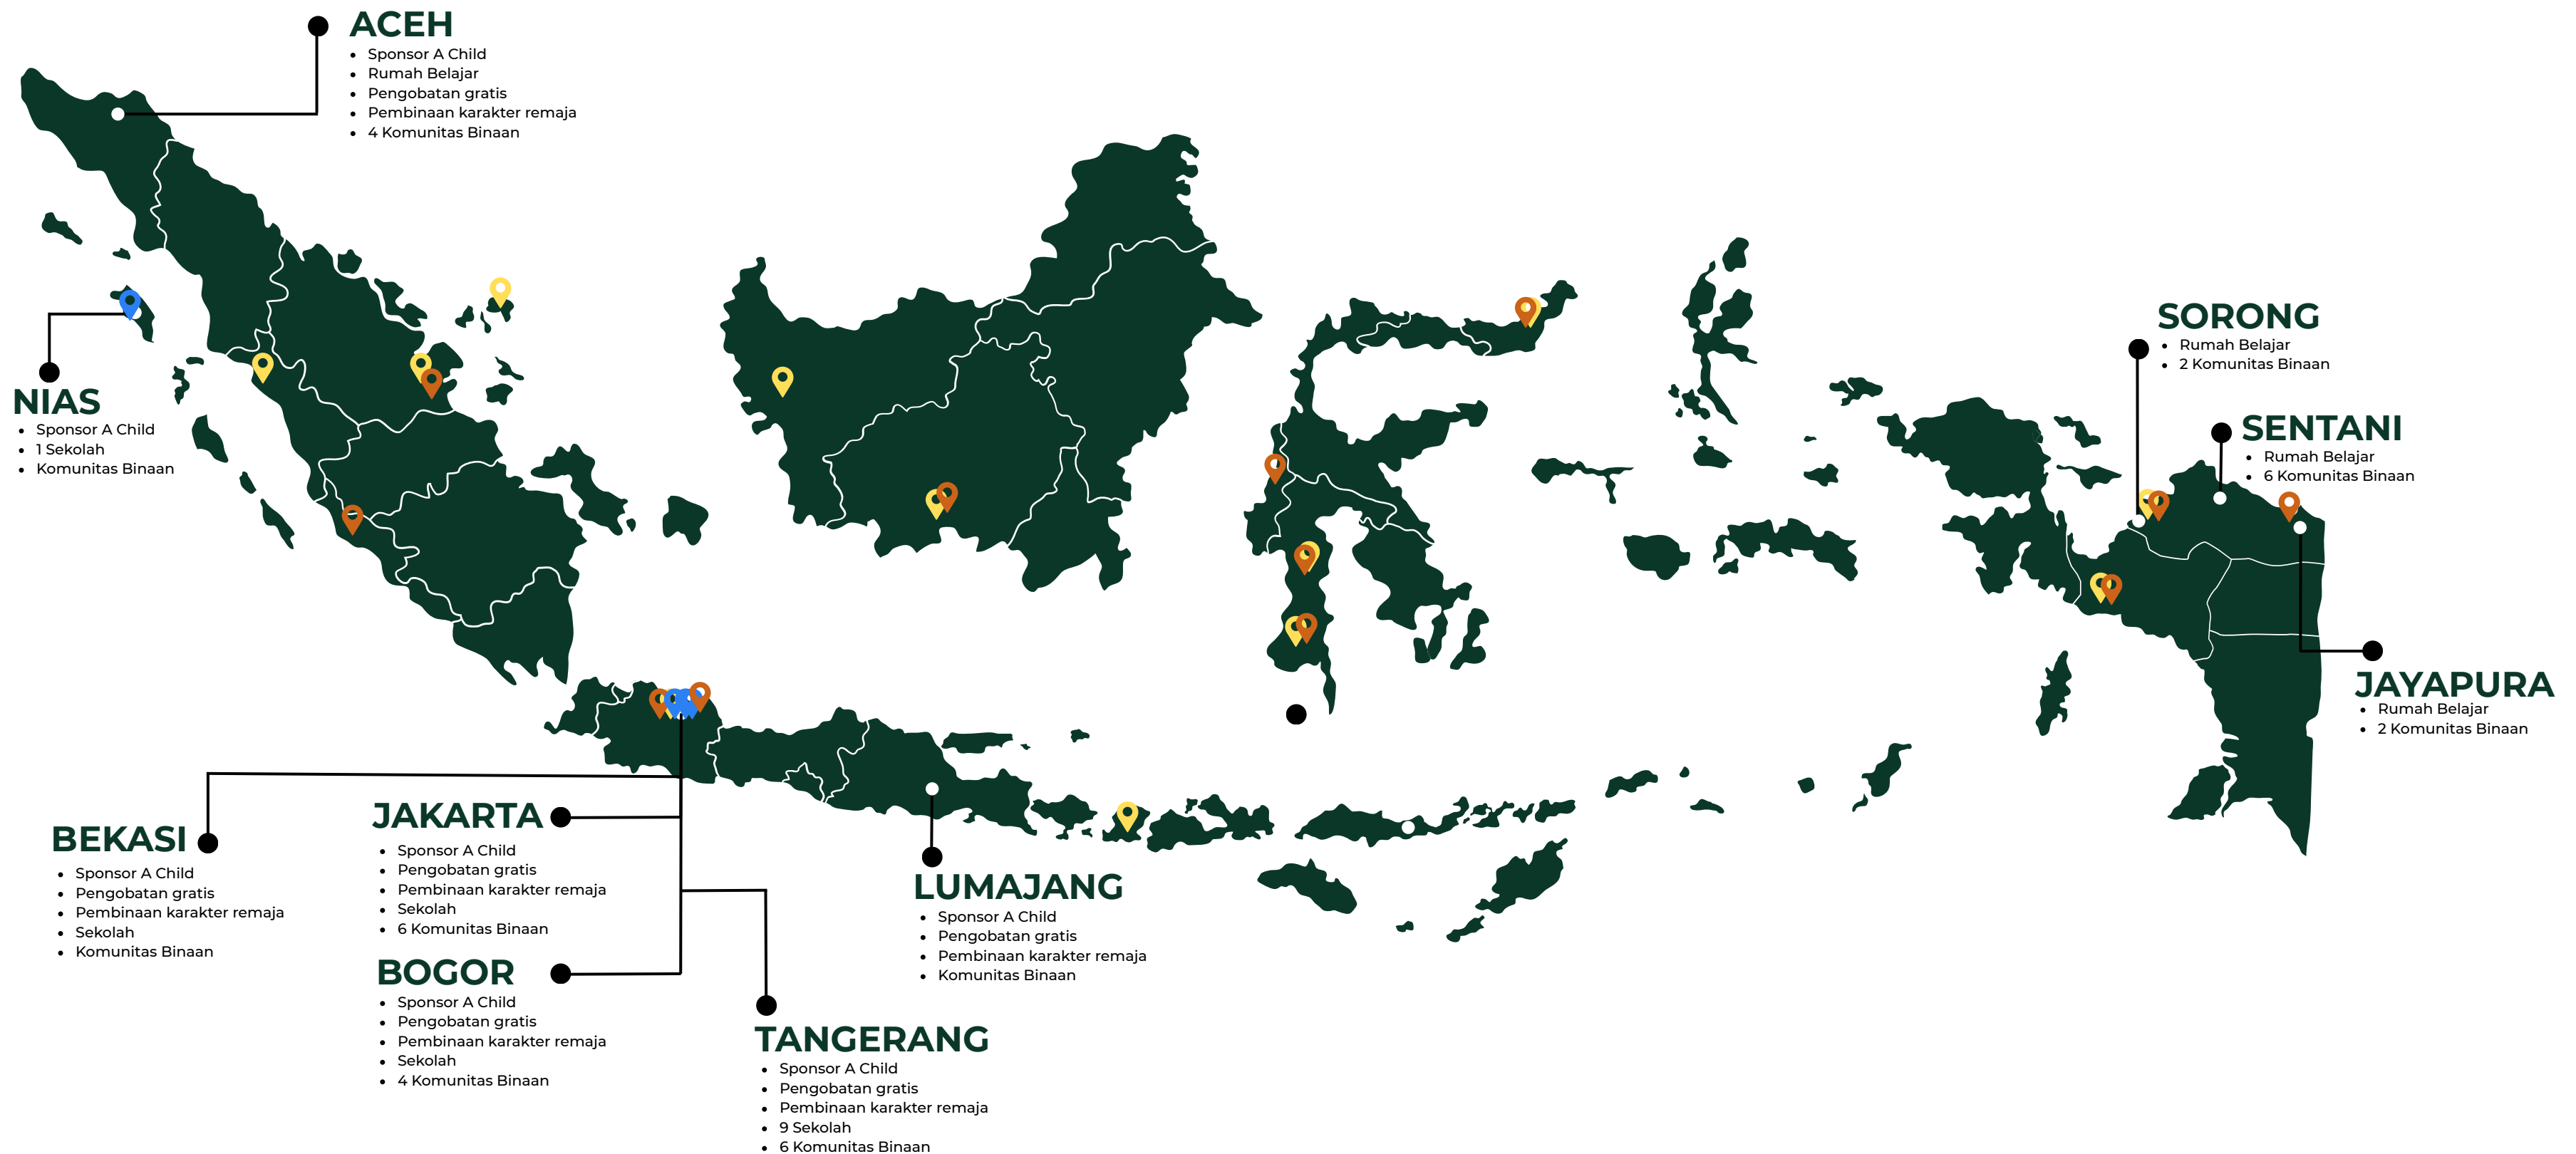 ACEH
• Sponsor A Child
• Rumah Belajar
• Pengobatan gratis
• Pembinaan karakter remaja
• 4 Komunitas Binaan
NIAS
• Sponsor A Child
• 1 Sekolah
• Komunitas Binaan
SORONG
• Rumah Belajar
• 2 Komunitas Binaan
SENTANI
• Rumah Belajar
• 6 Komunitas Binaan
JAYAPURA
• Rumah Belajar
• 2 Komunitas Binaan
BEKASI
• Sponsor A Child
• Pengobatan gratis
• Pembinaan karakter remaja
• Sekolah
• Komunitas Binaan
JAKARTA
• Sponsor A Child
• Pengobatan gratis
• Pembinaan karakter remaja
• Sekolah
• 6 Komunitas Binaan
BOGOR
• Sponsor A Child
• Pengobatan gratis
• Pembinaan karakter remaja
• Sekolah
• 4 Komunitas Binaan
TANGERANG
• Sponsor A Child
• Pengobatan gratis
• Pembinaan karakter remaja
• 9 Sekolah
• 6 Komunitas Binaan
LUMAJANG
• Sponsor A Child
• Pengobatan gratis
• Pembinaan karakter remaja
• Komunitas Binaan